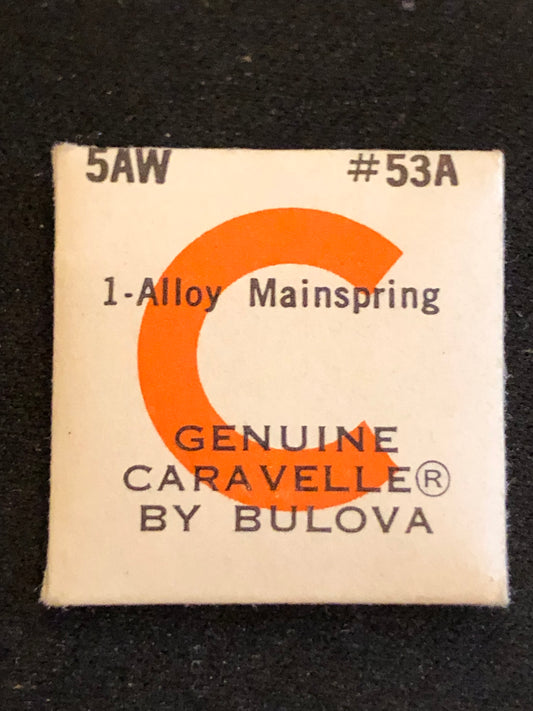 5AW #53A
1-Alloy Mainspring
GENUINE
CARAVELLE®
BY BULOVA